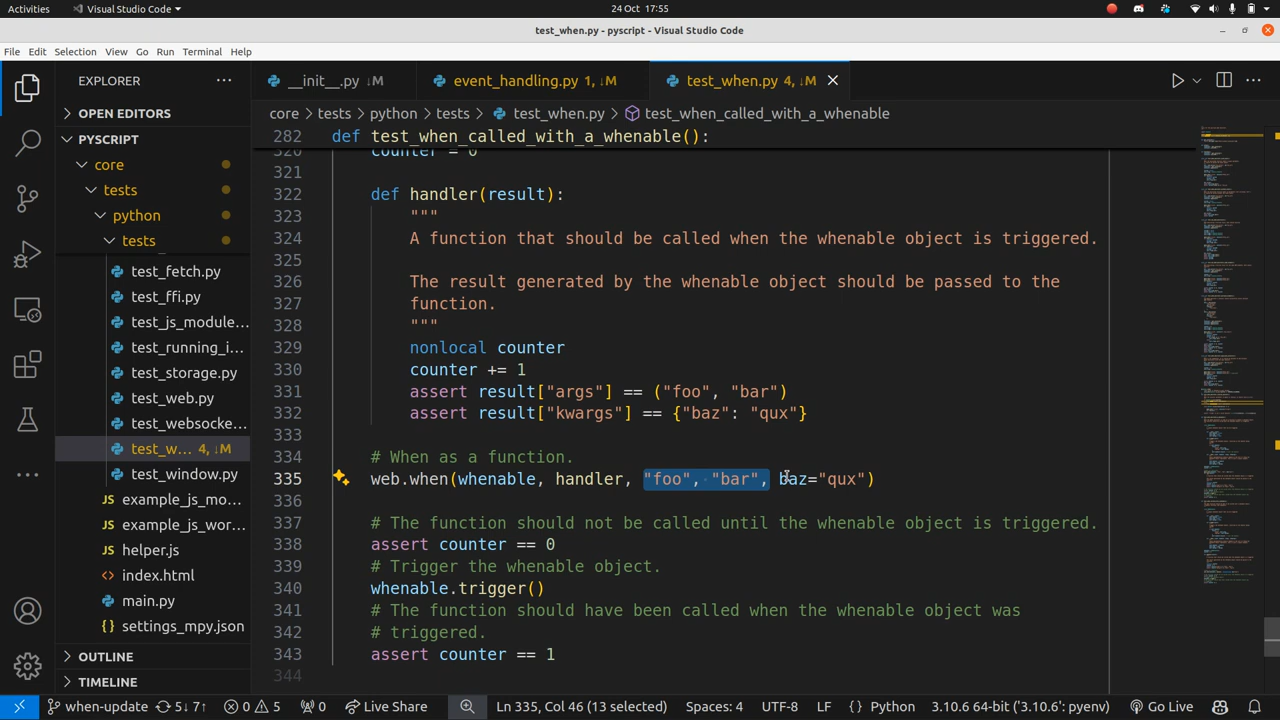 Activities
Visual Studio Code
24 Oct 17:55
test_when.py - pyscript - Visual Studio Code
File Edit Selection View Go Run Terminal Help
EXPLORER
OPEN EDITORS
PYSCRIPT
core
tests
python
tests
test_fetch.py
test_ffi.py
test_js_module...
test_running_i...
test_storage.py
test_web.py
test_websocke...
test_w... 4, ↓M
test_window.py
example_js_mo...
example_js_wor...
helper.js
index.html
main.py
settings_mpy.json
OUTLINE
TIMELINE
__init__.py ↓M
event_handling.py 1, ↓M
test_when.py 4, ↓M
core > tests > python > tests > test_when.py > test_when_called_with_a_whenable
282 def test_when_called_with_a_whenable():
320 counter = 0
321
322 def handler(result):
323 """
324 A function that should be called when the whenable object is triggered.
325
326 The result generated by the whenable object should be passed to the
327 function.
328 """
329 nonlocal counter
330 counter += 1
331 assert result["args"] == ("foo", "bar")
332 assert result["kwargs"] == {"baz": "qux"}
333
334 # When as a function.
335 web.when(whenable, handler, "foo", "bar", baz="qux")
336
337 # The function should not be called until the whenable object is triggered.
338 assert counter == 0
339 # Trigger the whenable object.
340 whenable.trigger()
341 # The function should have been called when the whenable object was
342 # triggered.
343 assert counter == 1
344
when-update 5↓ 7↑ 0 5 0 Live Share Ln 335, Col 46 (13 selected) Spaces: 4 UTF-8 LF {} Python 3.10.6 64-bit ('3.10.6': pyenv) Go Live